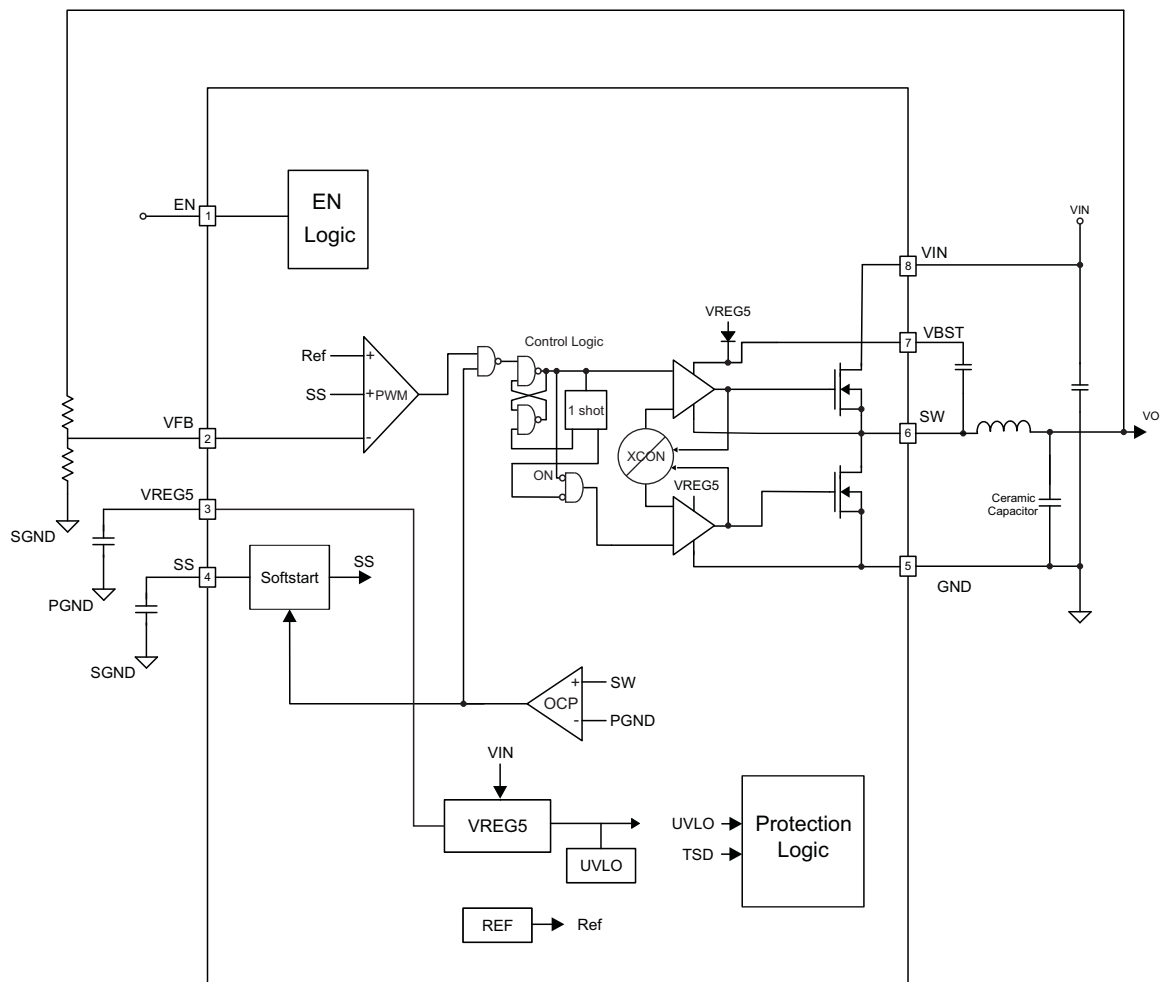 EN
1
EN
Logic
VIN
VIN
8
VREG5
VBST
7
Control Logic
Ref
+
SS
+
PWM
-
1 shot
VFB
2
SW
6
VO
XCON
ON
VREG5
VREG5
3
Ceramic
Capacitor
SGND
SS
4
Softstart
SS
5
GND
PGND
SGND
+
SW
OCP
-
PGND
VIN
VREG5
UVLO
UVLO
TSD
Protection
Logic
REF
Ref